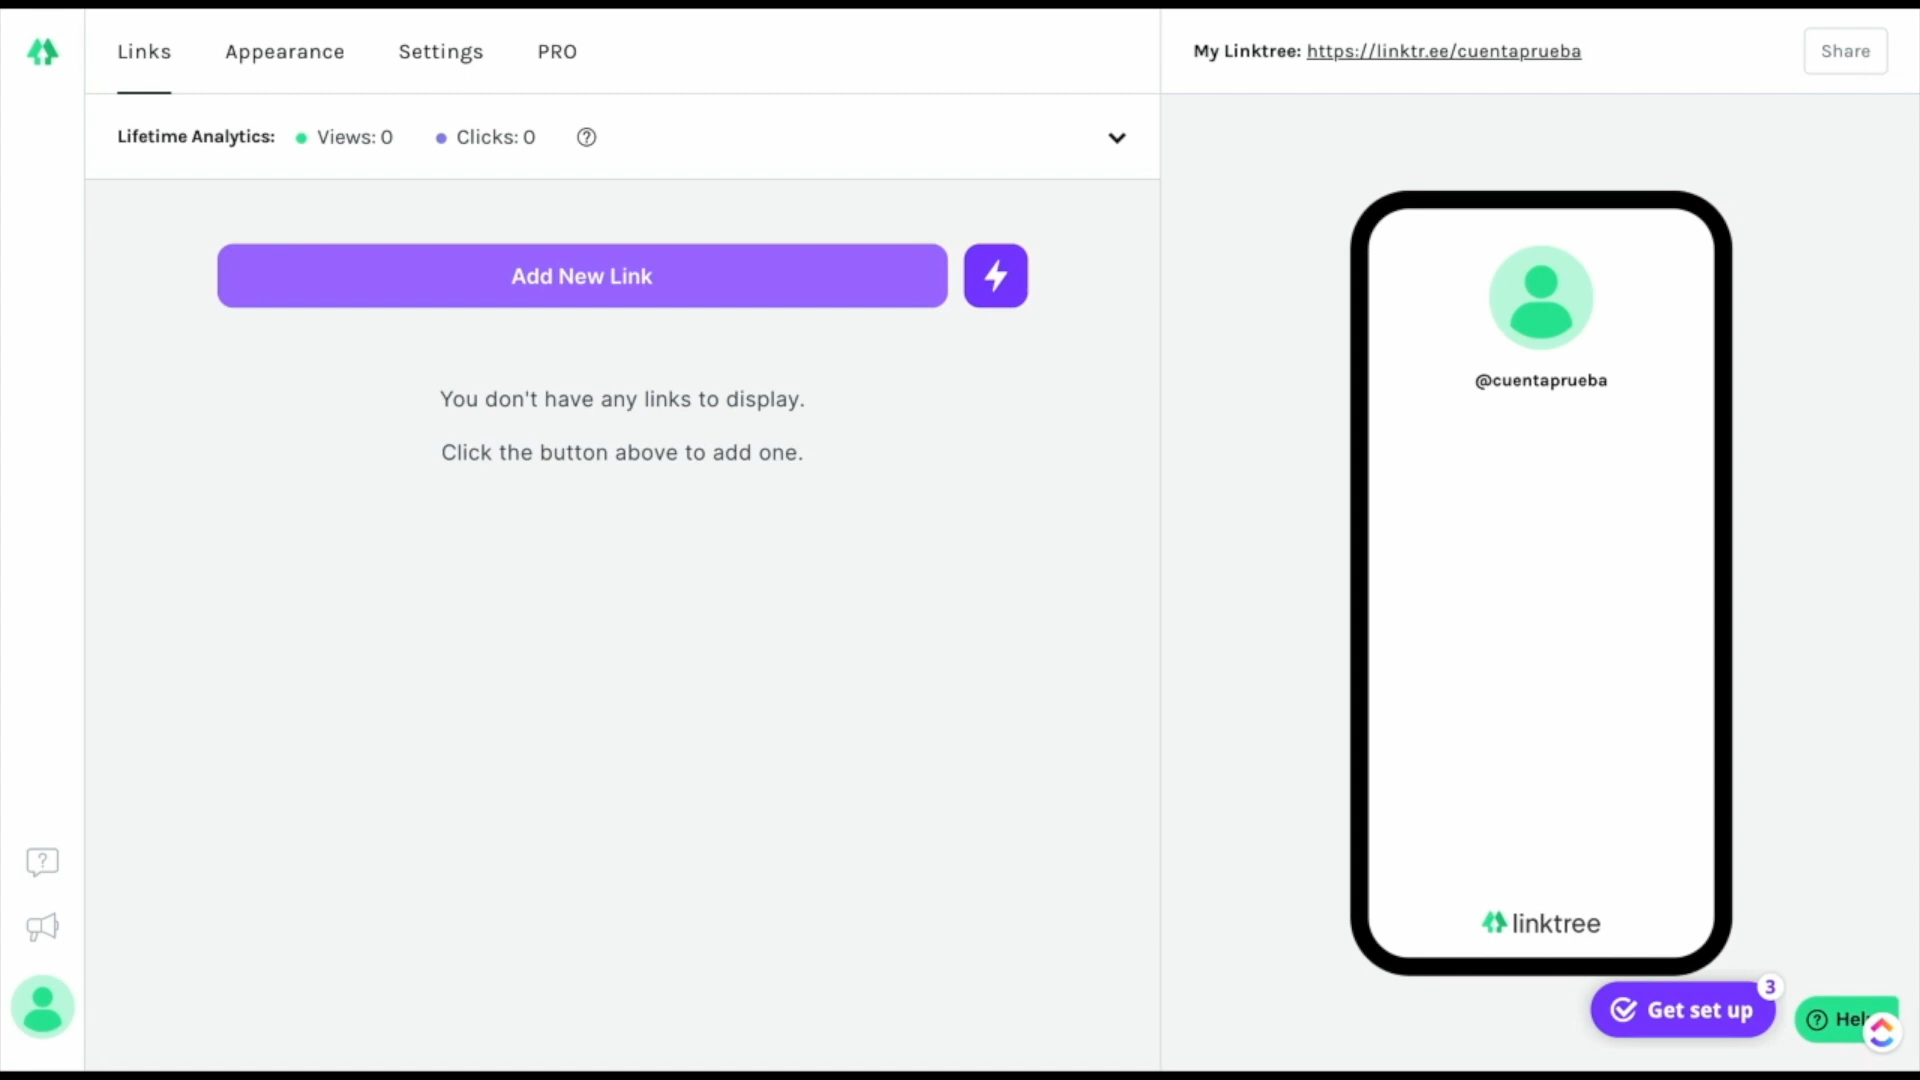 Links Appearance Settings PRO
My Linktree: https://linktr.ee/cuentaprueba
Share
Lifetime Analytics: Views: 0 Clicks: 0 ?
Add New Link
You don't have any links to display.
Click the button above to add one.
@cuentaprueba
linktree
Get set up
3
? Hel
?